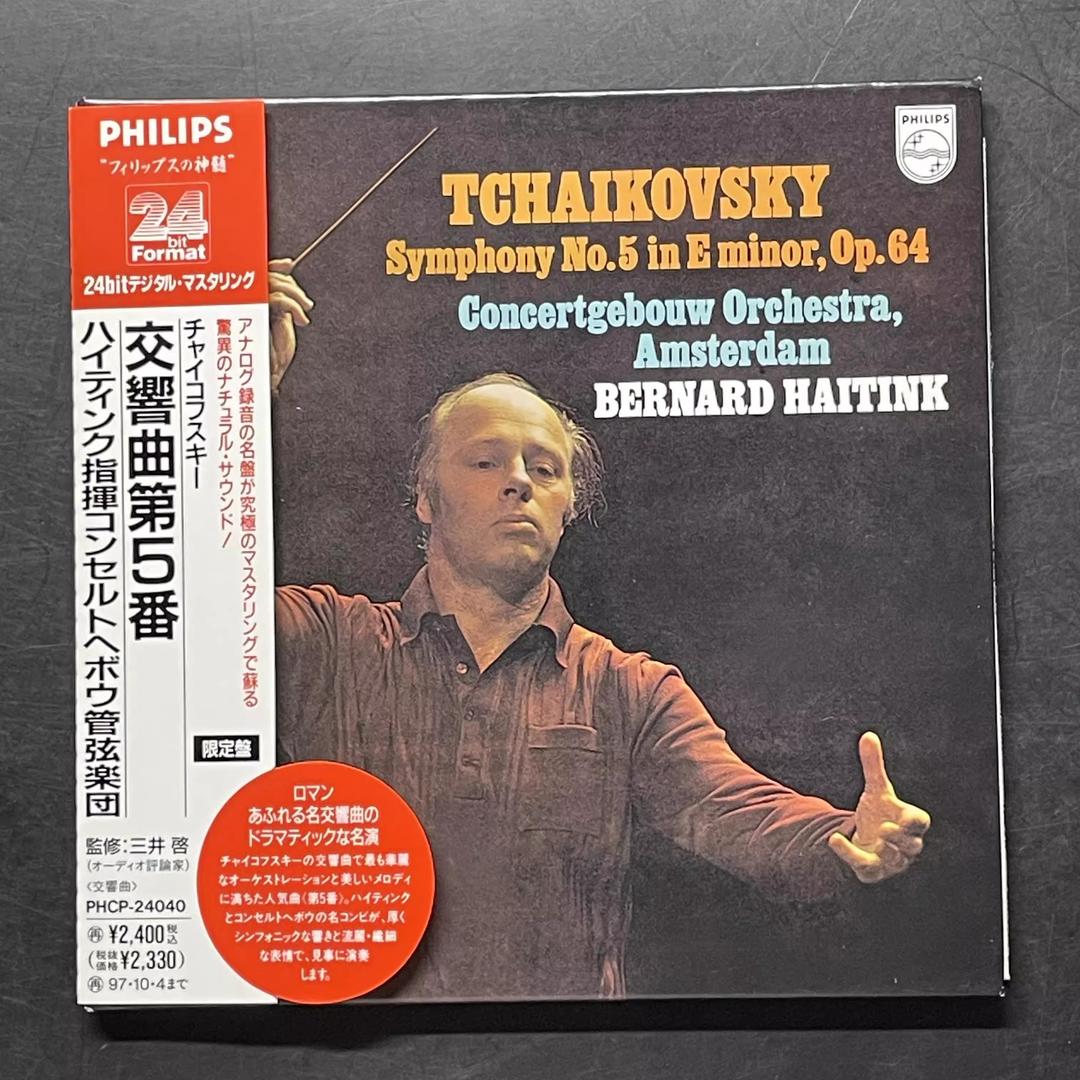 PHILIPS
"フィリップスの神髄"
24
bit
Format
24bitデジタル・マスタリング
アナログ録音の名盤が究極のマスタリングで蘇る
驚異のナチュラル・サウンド!
チャイコフスキー
交響曲第5番
ハイティンク指揮コンセルトヘボウ管弦楽団
限定盤
監修:三井 啓
(オーディオ評論家)
〈交響曲〉
PHCP-24040
再 ¥2,400税込
(税抜価格¥2,330)
再 97・10・4まで
ロマン
あふれる名交響曲の
ドラマティックな名演
チャイコフスキーの交響曲で最も華麗
なオーケストレーションと美しいメロディ
に満ちた人気曲《第5番》。ハイティンク
とコンセルトヘボウの名コンビが、厚く
シンフォニックな響きと流麗・繊細
な表情で、見事に演奏
します。
PHILIPS
TCHAIKOVSKY
Symphony No.5 in E minor, Op.64
Concertgebouw Orchestra,
Amsterdam
BERNARD HAITINK